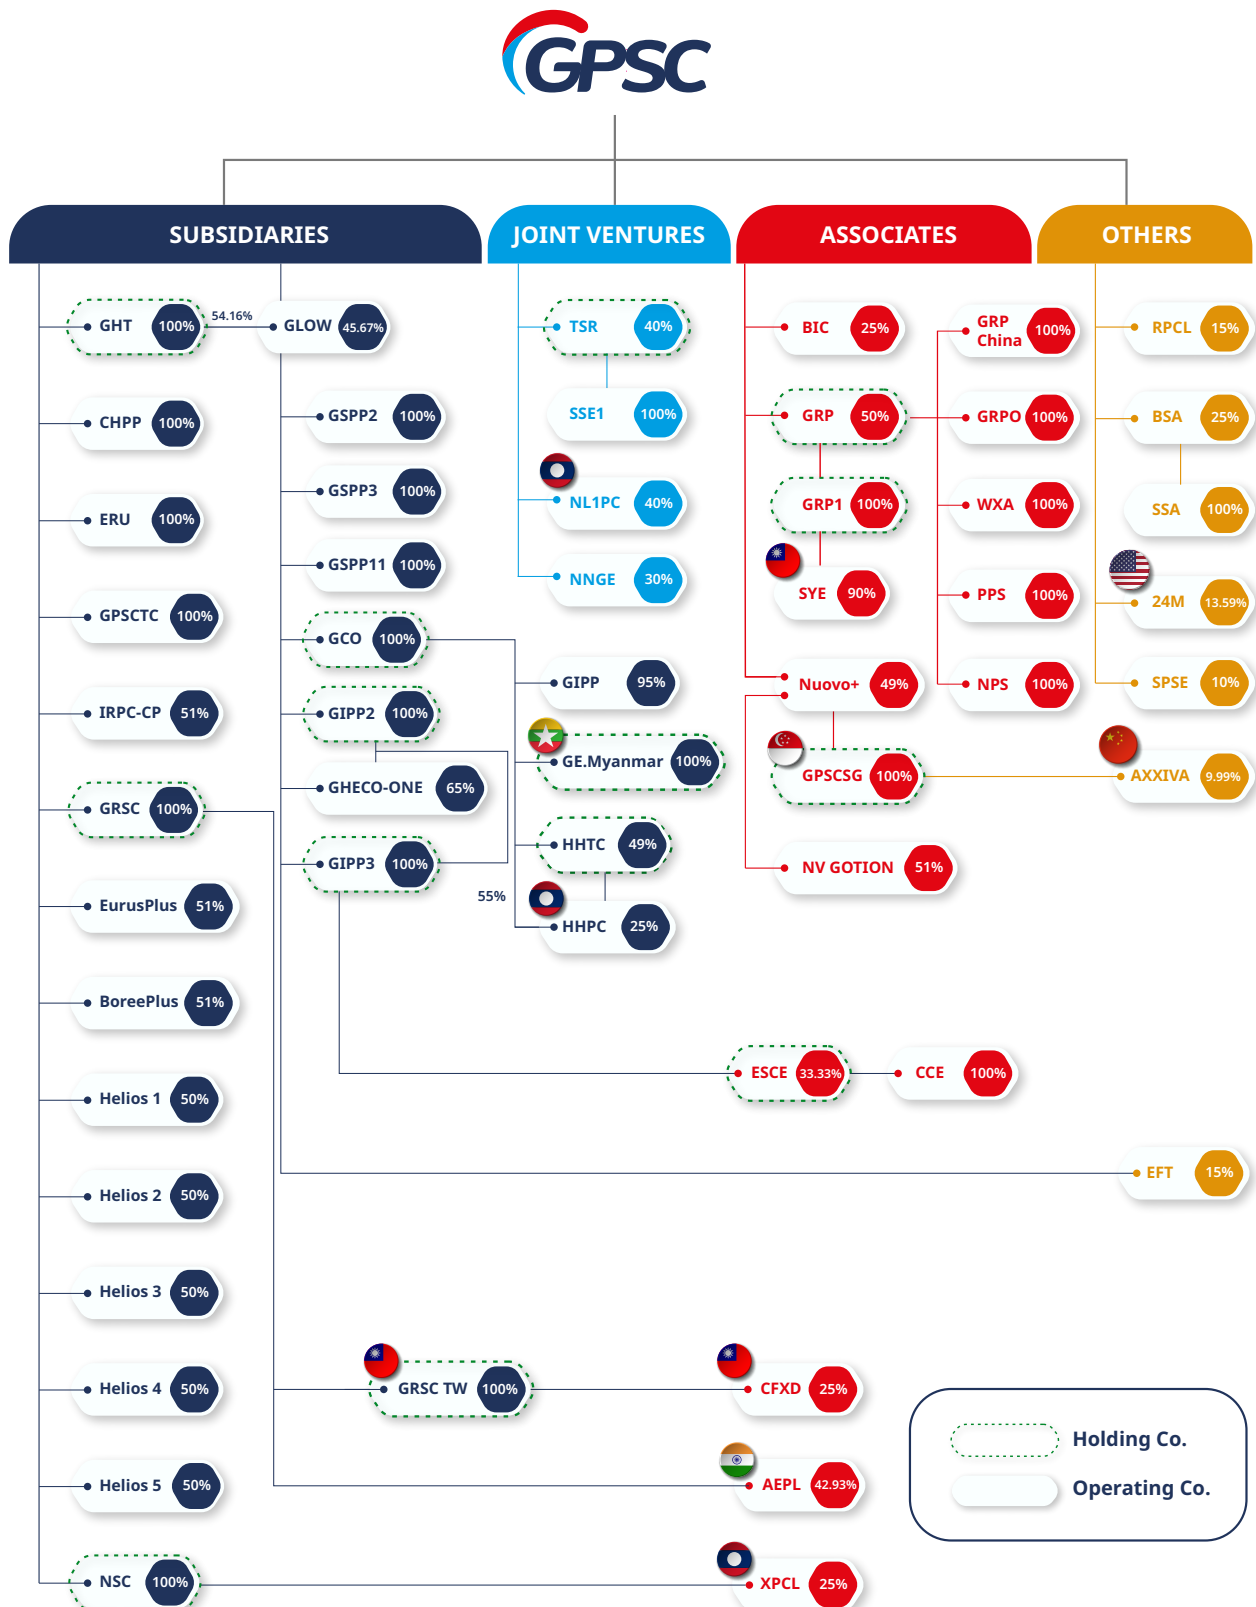 GPSC
SUBSIDIARIES
JOINT VENTURES
ASSOCIATES
OTHERS
GHT 100%
54.16%
GLOW 45.67%
CHPP 100%
ERU 100%
GPSCTC 100%
IRPC-CP 51%
GRSC 100%
EurusPlus 51%
BoreePlus 51%
Helios 1 50%
Helios 2 50%
Helios 3 50%
Helios 4 50%
Helios 5 50%
NSC 100%
GSPP2 100%
GSPP3 100%
GSPP11 100%
GCO 100%
GIPP2 100%
GHECO-ONE 65%
GIPP3 100%
TSR 40%
SSE1 100%
NL1PC 40%
NNGE 30%
GIPP 95%
GE.Myanmar 100%
HHTC 49%
55%
HHPC 25%
BIC 25%
GRP 50%
GRP1 100%
SYE 90%
Nuovo+ 49%
GPSCSG 100%
NV GOTION 51%
GRP
China 100%
GRPO 100%
WXA 100%
PPS 100%
NPS 100%
RPCL 15%
BSA 25%
SSA 100%
24M 13.59%
SPSE 10%
AXXIVA 9.99%
ESCE 33.33%
CCE 100%
EFT 15%
GRSC TW 100%
CFXD 25%
AEPL 42.93%
XPCL 25%
Holding Co.
Operating Co.